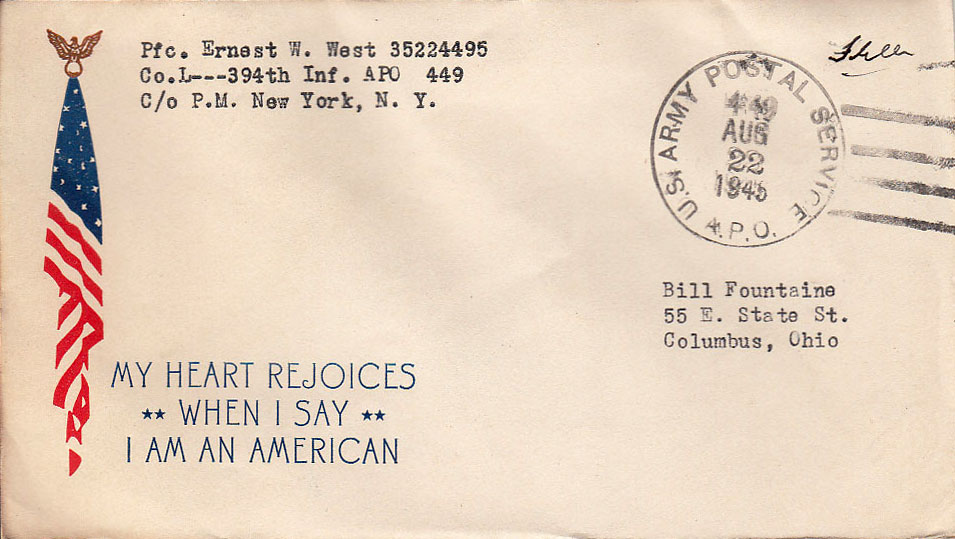 Pfc. Ernest W. West 35224495
Co.L---394th Inf. APO 449
C/o P.M. New York, N. Y.
U.S. ARMY POSTAL SERVICE
A.P.O.
449
AUG
22
1945
Bill Fountaine
55 E. State St.
Columbus, Ohio
MY HEART REJOICES
★★ WHEN I SAY ★★
I AM AN AMERICAN